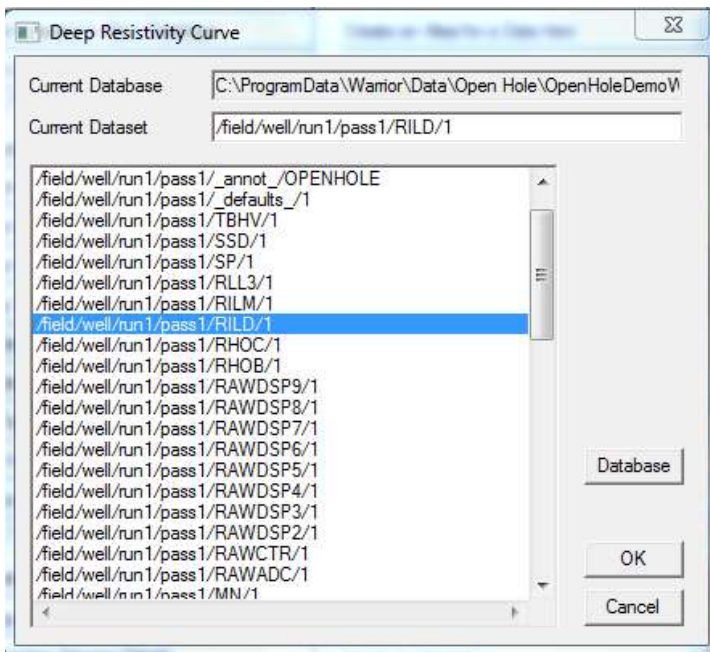 Deep Resistivity Curve
Current Database C:\ProgramData\Warrior\Data\Open Hole\OpenHoleDemoW
Current Dataset /field/well/run1/pass1/RILD/1
/field/well/run1/pass1/_annot_/OPENHOLE
/field/well/run1/pass1/_defaults_/1
/field/well/run1/pass1/TBHV/1
/field/well/run1/pass1/SSD/1
/field/well/run1/pass1/SP/1
/field/well/run1/pass1/RLL3/1
/field/well/run1/pass1/RILM/1
/field/well/run1/pass1/RILD/1
/field/well/run1/pass1/RHOC/1
/field/well/run1/pass1/RHOB/1
/field/well/run1/pass1/RAWDSP9/1
/field/well/run1/pass1/RAWDSP8/1
/field/well/run1/pass1/RAWDSP7/1
/field/well/run1/pass1/RAWDSP6/1
/field/well/run1/pass1/RAWDSP5/1
/field/well/run1/pass1/RAWDSP4/1
/field/well/run1/pass1/RAWDSP3/1
/field/well/run1/pass1/RAWDSP2/1
/field/well/run1/pass1/RAWCTR/1
/field/well/run1/pass1/RAWADC/1
/field/well/run1/pass1/MN/1
Database
OK
Cancel